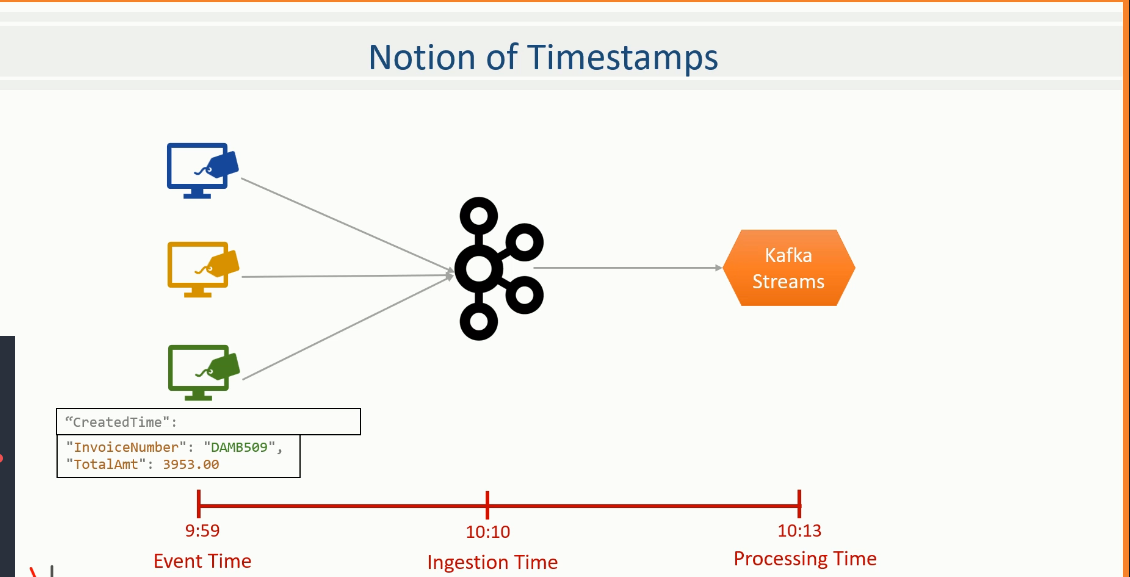 Notion of Timestamps
Kafka
Streams
“CreatedTime":
"InvoiceNumber": "DAMB509",
"TotalAmt": 3953.00
9:59
10:10
10:13
Event Time
Ingestion Time
Processing Time